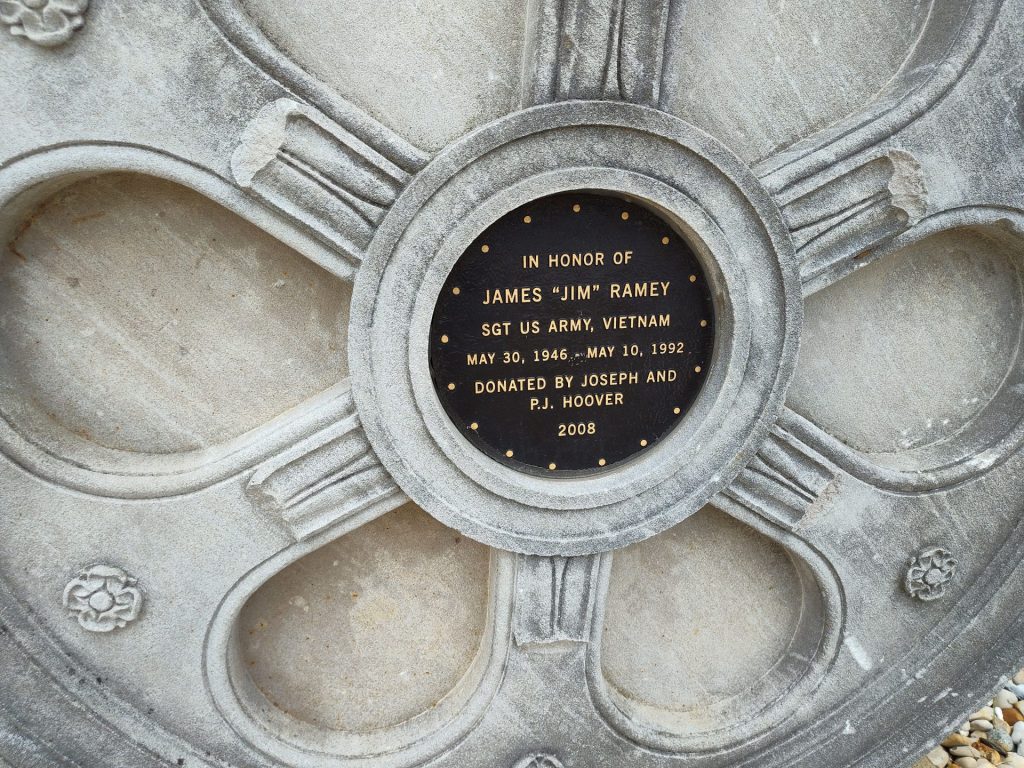 IN HONOR OF
JAMES "JIM" RAMEY
SGT US ARMY, VIETNAM
MAY 30, 1946 - MAY 10, 1992
DONATED BY JOSEPH AND
P.J. HOOVER
2008